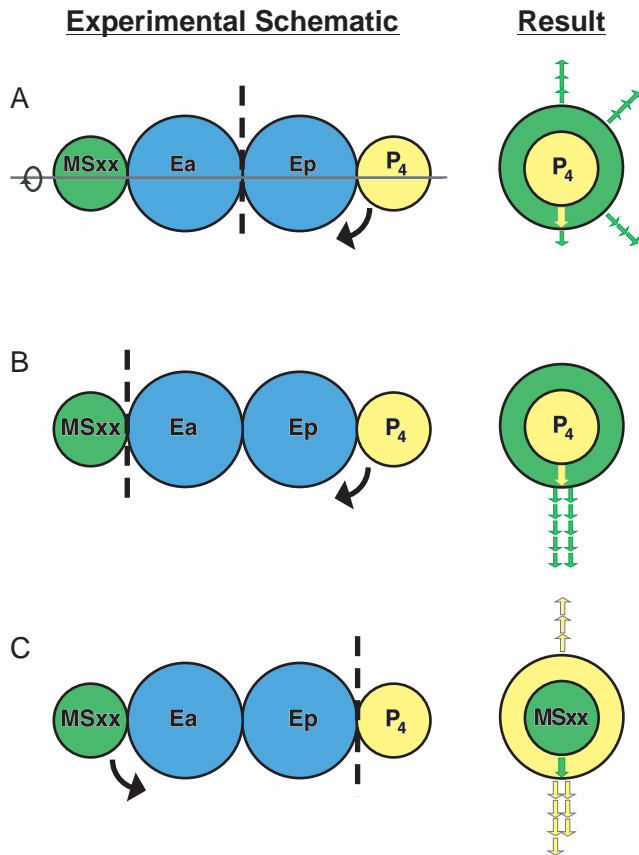 Experimental Schematic Result
A
MSxx Ea Ep P₄ P₄
B
MSxx Ea Ep P₄ P₄
C
MSxx Ea Ep P₄ MSxx